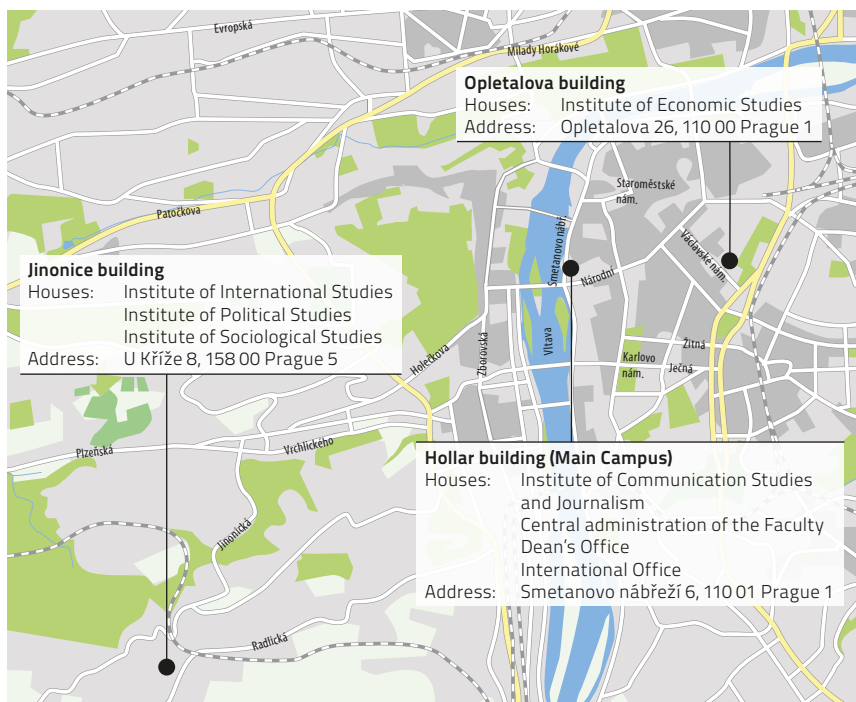 Evropská
Milady Horákové
Opletalova building
Houses: Institute of Economic Studies
Address: Opletalova 26, 110 00 Prague 1
Staroměstské
nám.
Patočkova
Smetanovo nábř.
Národní
Václavské nám.
Jinonice building
Houses: Institute of International Studies
Institute of Political Studies
Institute of Sociological Studies
Address: U Kříže 8, 158 00 Prague 5
Holečkova
Zborovská
Vltava
Žitná
Karlovo
nám.
Ječná
Plzeňská
Vrchlického
Hollar building (Main Campus)
Houses: Institute of Communication Studies
and Journalism
Central administration of the Faculty
Dean's Office
International Office
Address: Smetanovo nábřeží 6, 110 01 Prague 1
Jinonická
Radlická